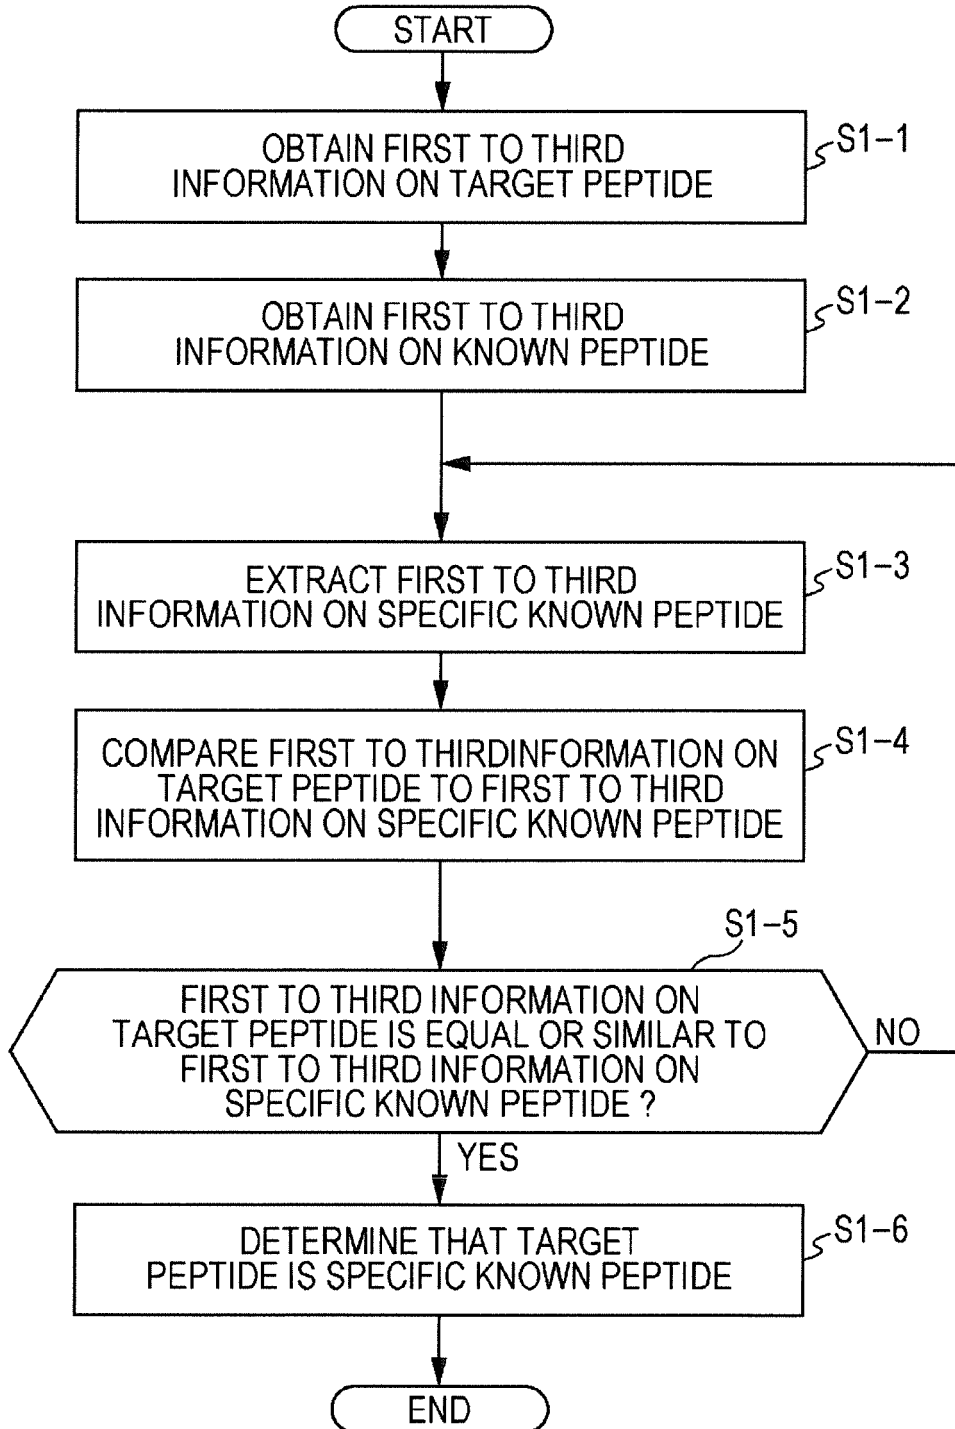 START
OBTAIN FIRST TO THIRD
INFORMATION ON TARGET PEPTIDE
S1-1
OBTAIN FIRST TO THIRD
INFORMATION ON KNOWN PEPTIDE
S1-2
EXTRACT FIRST TO THIRD
INFORMATION ON SPECIFIC KNOWN PEPTIDE
S1-3
COMPARE FIRST TO THIRDINFORMATION ON
TARGET PEPTIDE TO FIRST TO THIRD
INFORMATION ON SPECIFIC KNOWN PEPTIDE
S1-4
S1-5
FIRST TO THIRD INFORMATION ON
TARGET PEPTIDE IS EQUAL OR SIMILAR TO
FIRST TO THIRD INFORMATION ON
SPECIFIC KNOWN PEPTIDE ?
NO
YES
DETERMINE THAT TARGET
PEPTIDE IS SPECIFIC KNOWN PEPTIDE
S1-6
END